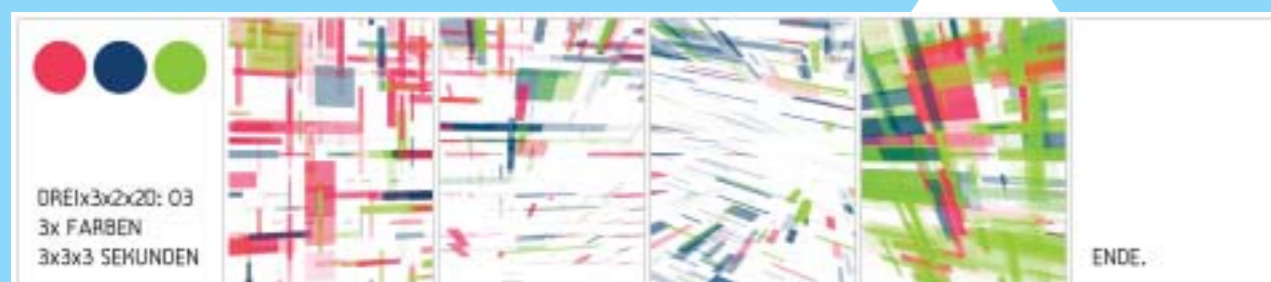 DREIx3x2x20: 03
3x FARBEN
3x3x3 SEKUNDEN
ENDE.